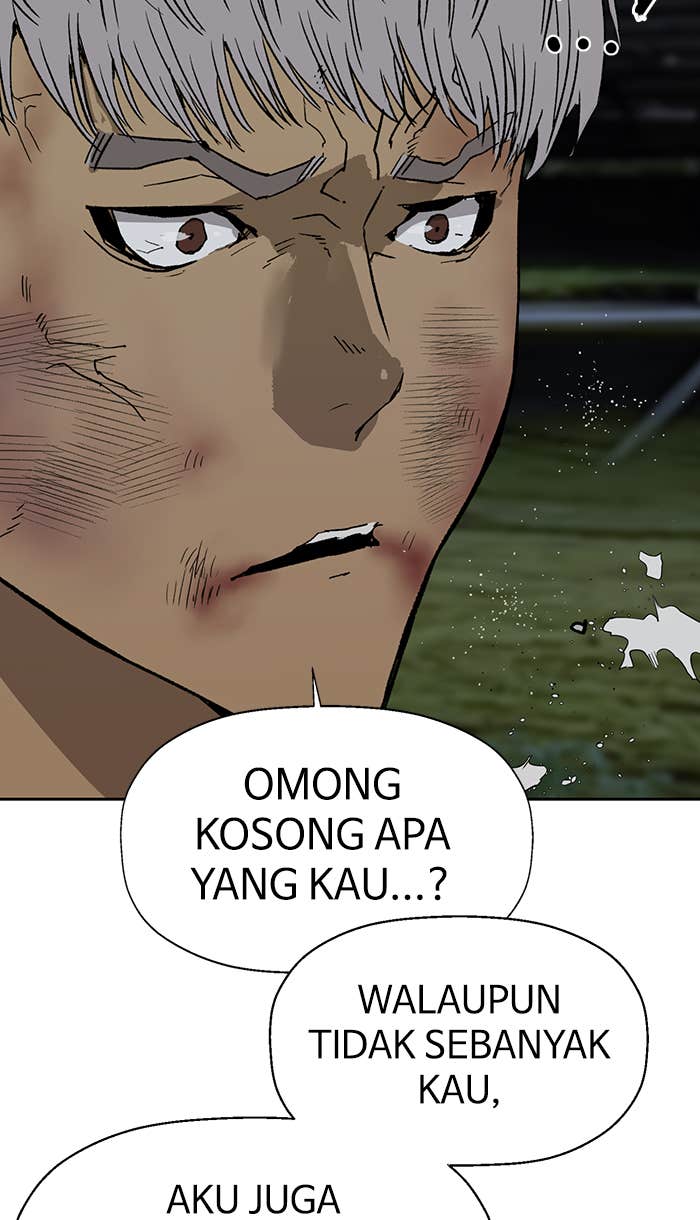 OMONG
KOSONG APA
YANG KAU...?
WALAUPUN
TIDAK SEBANYAK
KAU,
AKU JUGA